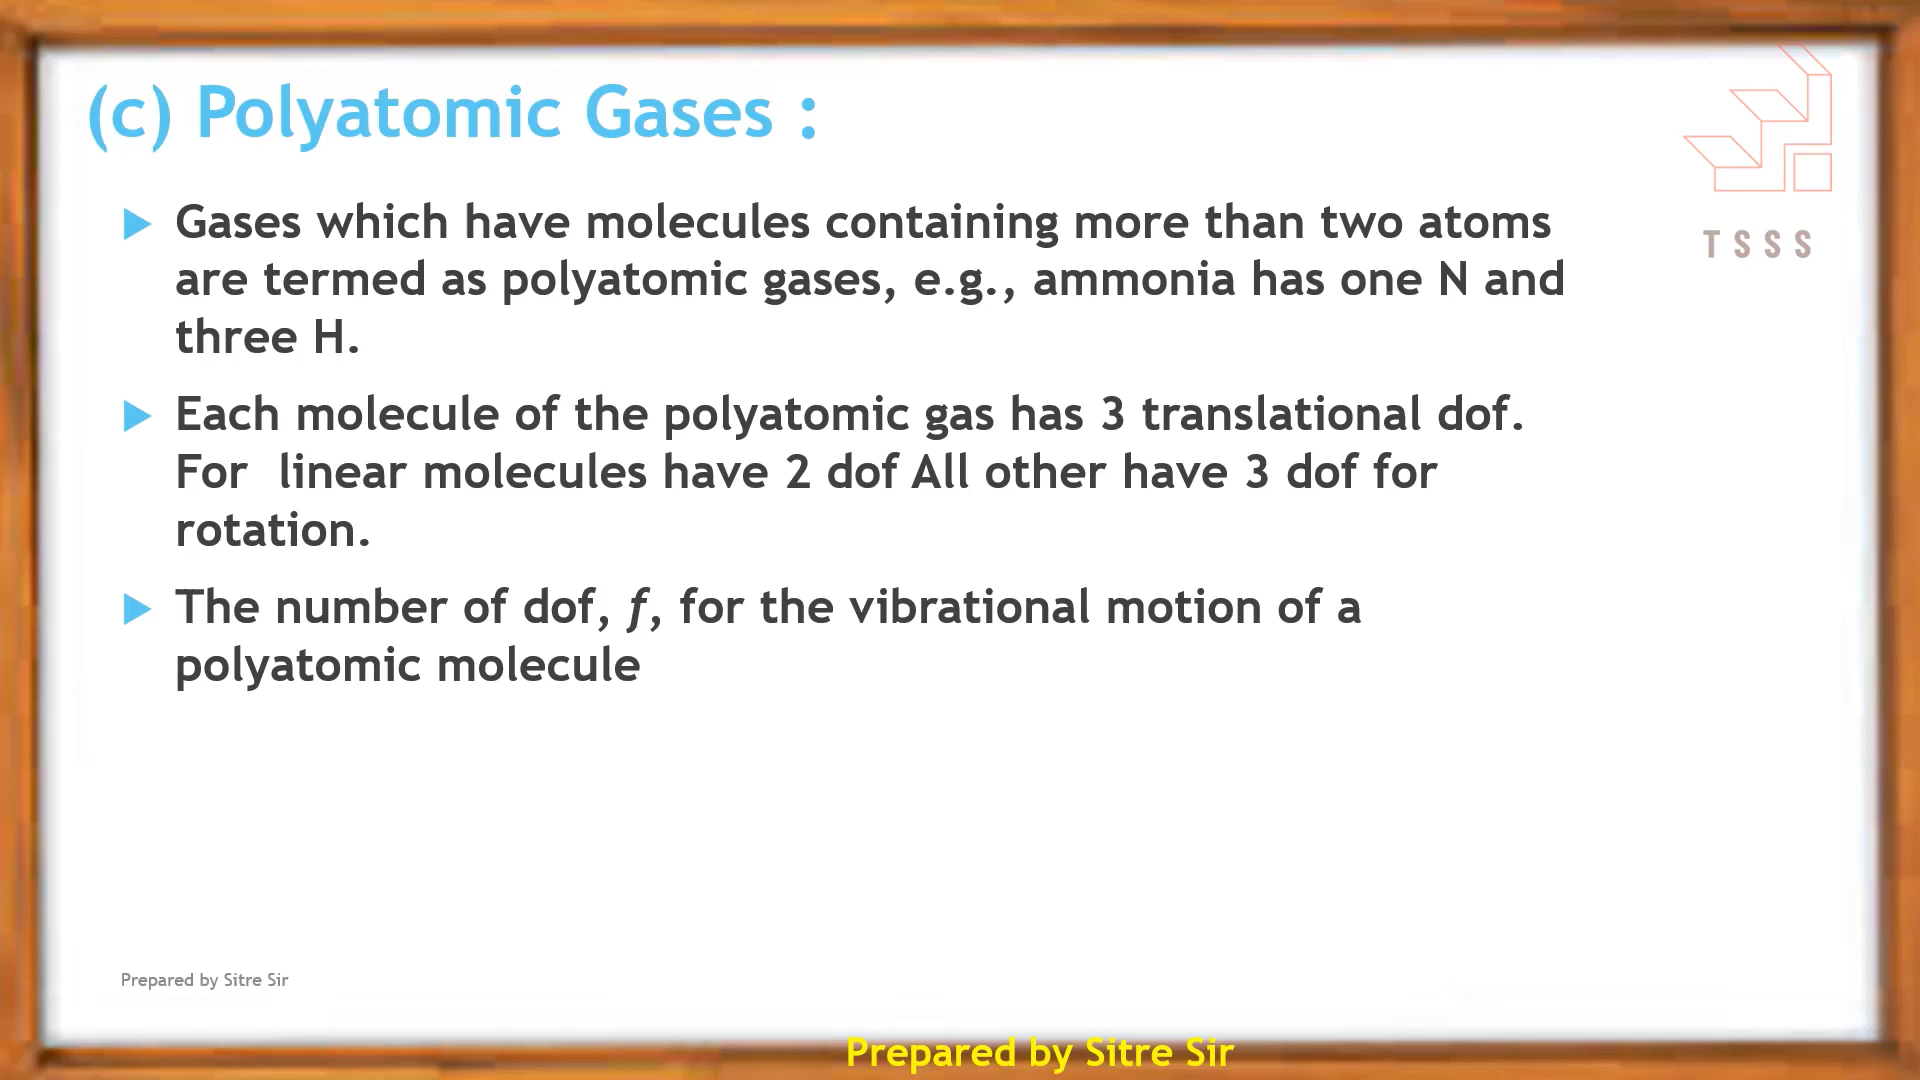 (c) Polyatomic Gases :
TSSS
Gases which have molecules containing more than two atoms
are termed as polyatomic gases, e.g., ammonia has one N and
three H.
Each molecule of the polyatomic gas has 3 translational dof.
For  linear molecules have 2 dof All other have 3 dof for
rotation.
The number of dof, f, for the vibrational motion of a
polyatomic molecule
Prepared by Sitre Sir
Prepared by Sitre Sir